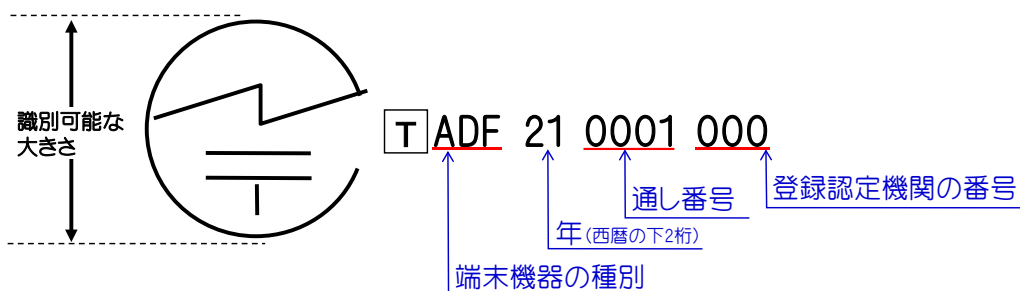 識別可能な
大きさ
T ADF 21 0001 000
登録認定機関の番号
通し番号
年(西暦の下2桁)
端末機器の種別